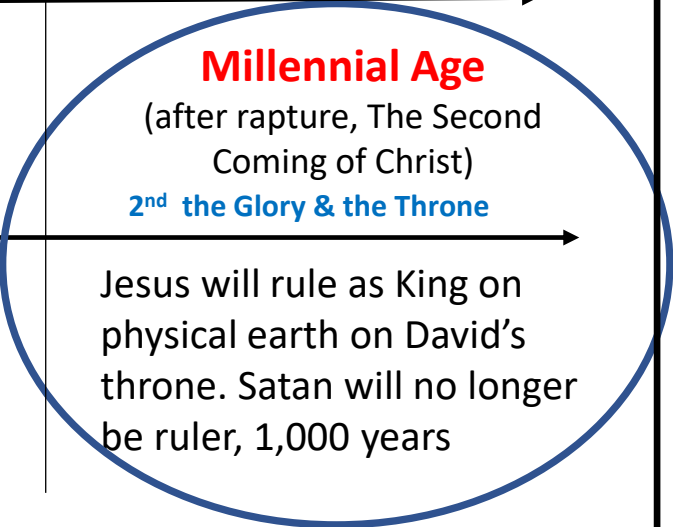 Millennial Age
(after rapture, The Second
Coming of Christ)
2nd the Glory & the Throne
Jesus will rule as King on
physical earth on David’s
throne. Satan will no longer
be ruler, 1,000 years